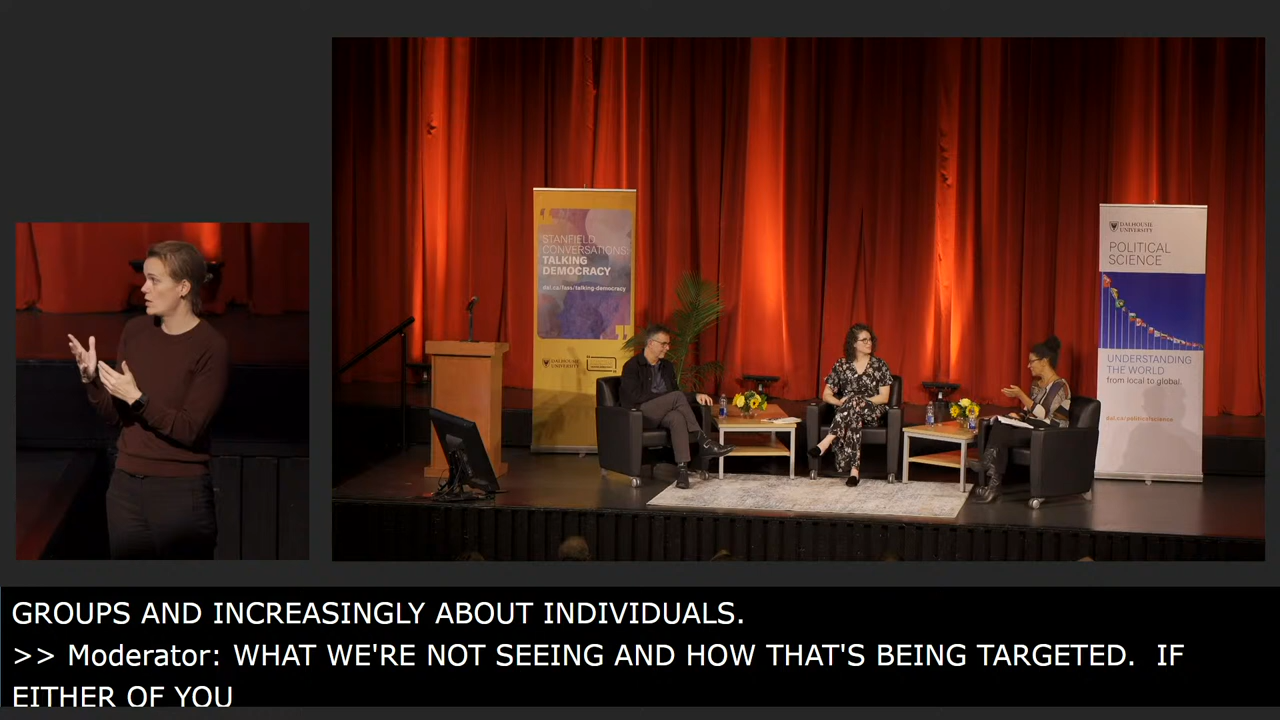 STANFIELD
CONVERSATIONS:
TALKING
DEMOCRACY
dal.ca/fass/talking-democracy
DALHOUSIE
UNIVERSITY
DALHOUSIE
UNIVERSITY
POLITICAL
SCIENCE
UNDERSTANDING
THE WORLD
from local to global.
dal.ca/politicalscience
GROUPS AND INCREASINGLY ABOUT INDIVIDUALS.
>> Moderator: WHAT WE'RE NOT SEEING AND HOW THAT'S BEING TARGETED.  IF
EITHER OF YOU